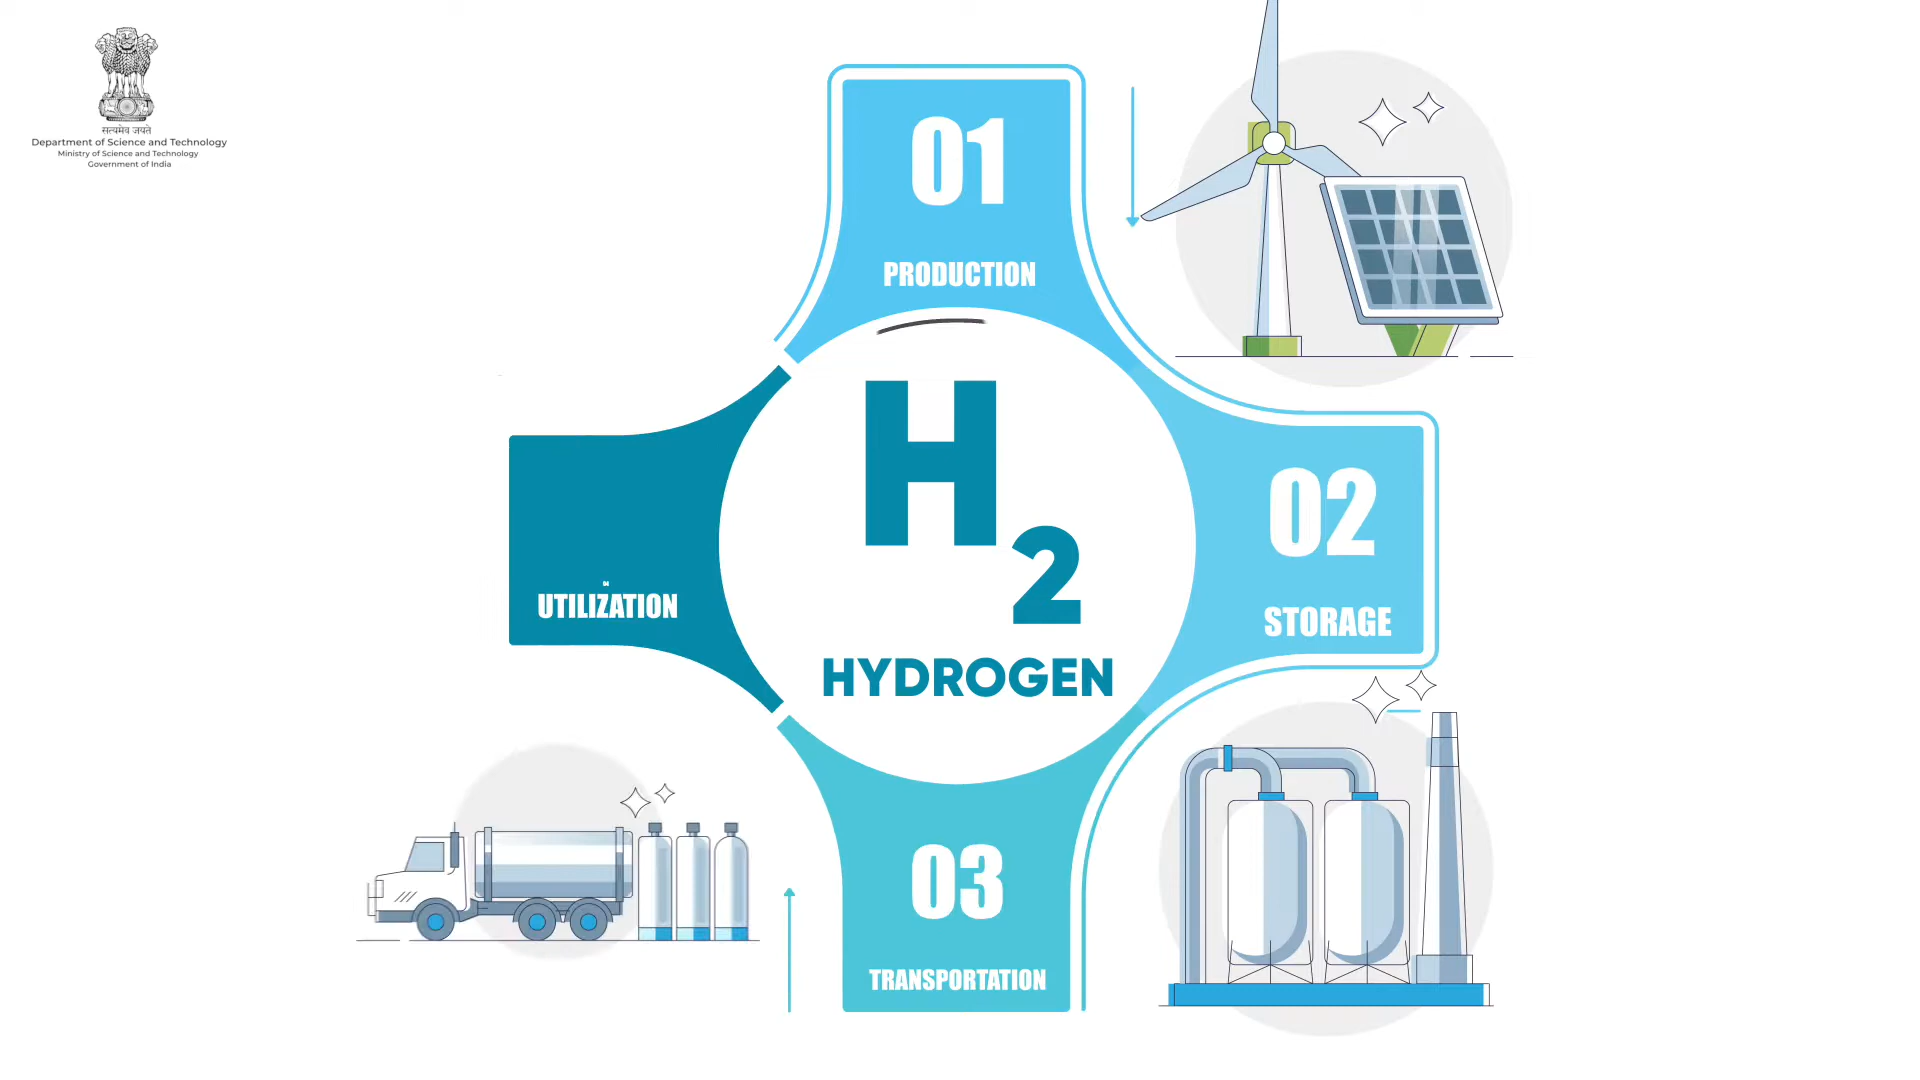 सत्यमेव जयते
Department of Science and Technology
Ministry of Science and Technology
Government of India
01
PRODUCTION
H2
HYDROGEN
02
STORAGE
04
UTILIZATION
03
TRANSPORTATION